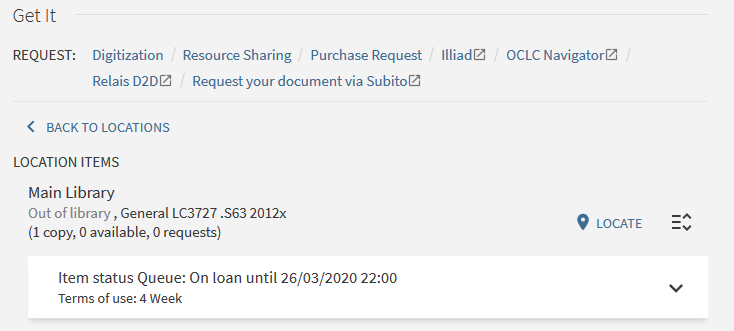 Get It
REQUEST: Digitization / Resource Sharing / Purchase Request / Illiad / OCLC Navigator /
Relais D2D / Request your document via Subito
BACK TO LOCATIONS
LOCATION ITEMS
Main Library
Out of library , General LC3727 .S63 2012x
(1 copy, 0 available, 0 requests)
LOCATE
Item status Queue: On loan until 26/03/2020 22:00
Terms of use: 4 Week